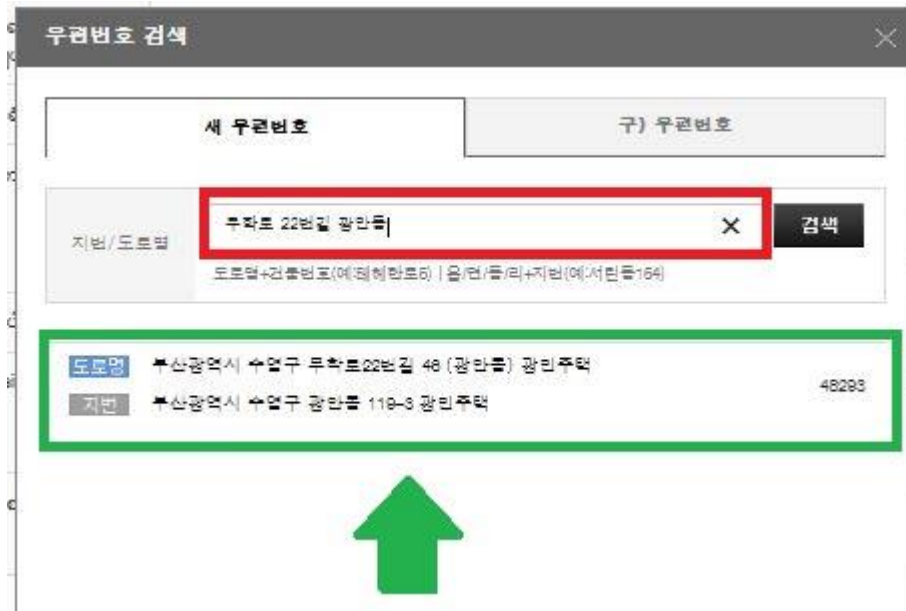 우편번호 검색
새 우편번호
구) 우편번호
지번/도로명
무학로 22번길 광안동
검색
도로명+건물번호(예:테헤란로6) | 읍/면/동/리+지번(예:서린동164)
도로명 부산광역시 수영구 무학로22번길 48 (광안동) 광민주택
48293
지번 부산광역시 수영구 광안동 119-3 광민주택